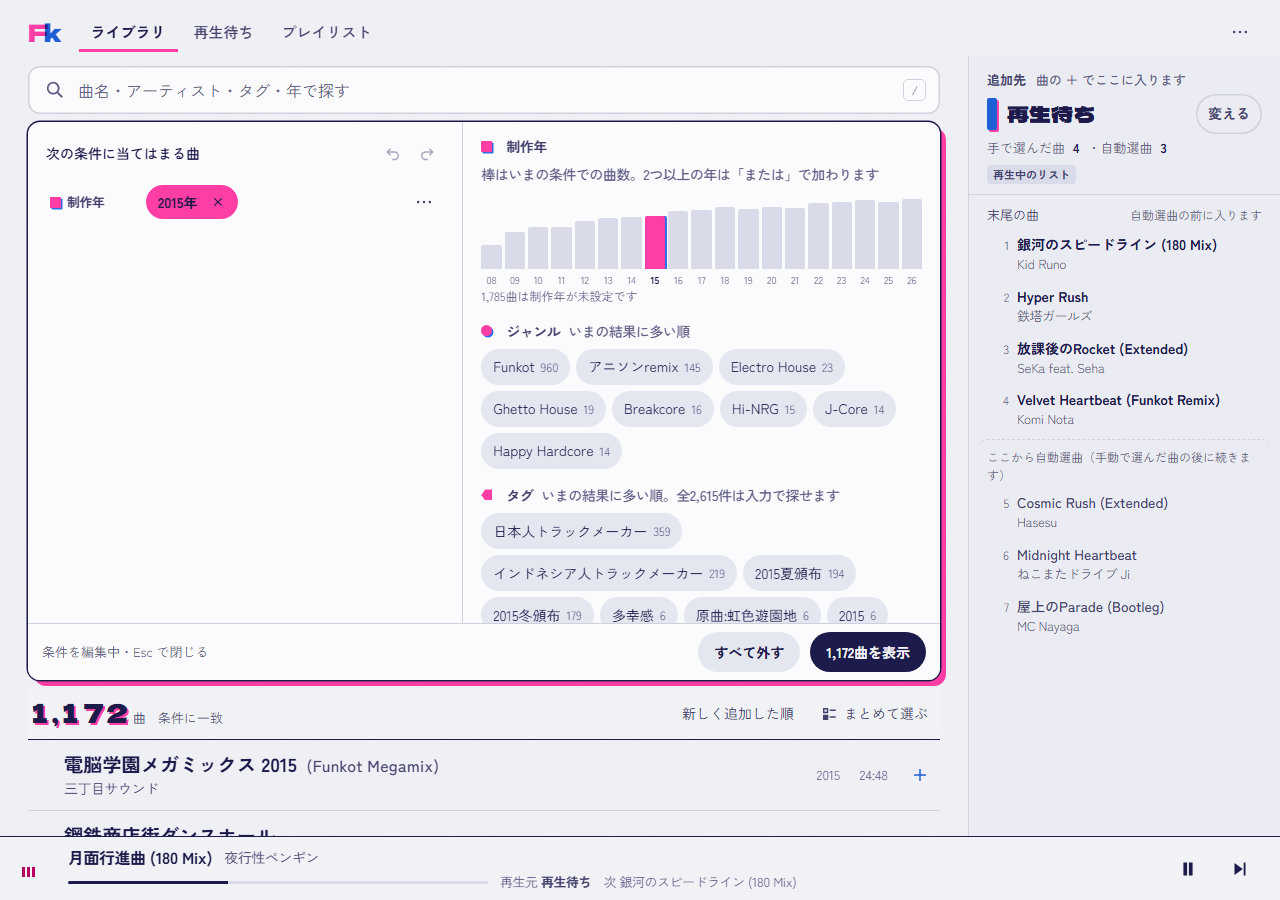 Fk ライブラリ 再生待ち プレイリスト …
曲名・アーティスト・タグ・年で探す /
次の条件に当てはまる曲
制作年 2015年 × …
制作年
棒はいまの条件での曲数。2つ以上の年は「または」で加わります
08 09 10 11 12 13 14 15 16 17 18 19 20 21 22 23 24 25 26
1,785曲は制作年が未設定です
ジャンル いまの結果に多い順
Funkot 960 アニソンremix 145 Electro House 23
Ghetto House 19 Breakcore 16 Hi-NRG 15 J-Core 14
Happy Hardcore 14
タグ いまの結果に多い順。全2,615件は入力で探せます
日本人トラックメーカー 359
インドネシア人トラックメーカー 219 2015夏頒布 194
2015冬頒布 179 多幸感 6 原曲:虹色遊園地 6 2015 6
条件を編集中・Esc で閉じる すべて外す 1,172曲を表示
1,172 曲 条件に一致 新しく追加した順 まとめて選ぶ
電脳学園メガミックス 2015 (Funkot Megamix)
三丁目サウンド
2015 24:48 +
鋼鉄商店街ダンスホール
追加先 曲の + でここに入ります
再生待ち 変える
手で選んだ曲 4 ・自動選曲 3
再生中のリスト
末尾の曲 自動選曲の前に入ります
1 銀河のスピードライン (180 Mix)
Kid Runo
2 Hyper Rush
鉄塔ガールズ
3 放課後のRocket (Extended)
SeKa feat. Seha
4 Velvet Heartbeat (Funkot Remix)
Komi Nota
ここから自動選曲（手動で選んだ曲の後に続きま
す）
5 Cosmic Rush (Extended)
Hasesu
6 Midnight Heartbeat
ねこまたドライブ Ji
7 屋上のParade (Bootleg)
MC Nayaga
月面行進曲 (180 Mix) 夜行性ペンギン
再生元 再生待ち 次 銀河のスピードライン (180 Mix)